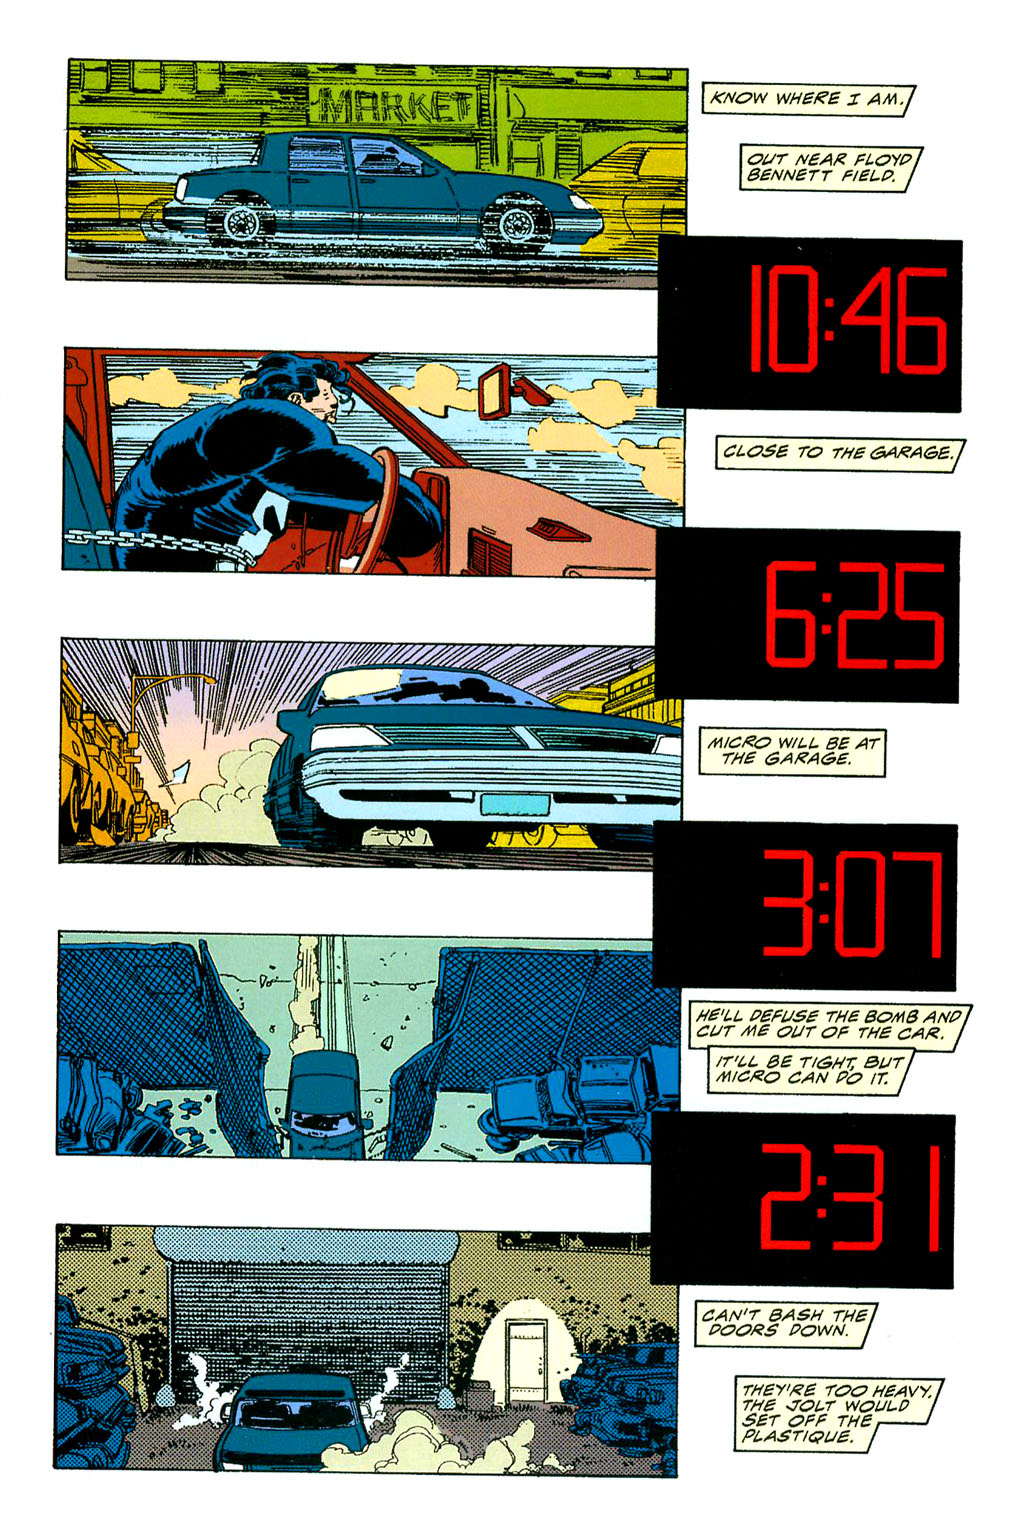 MARKET
KNOW WHERE I AM.
OUT NEAR FLOYD
BENNETT FIELD.
10:46
CLOSE TO THE GARAGE.
6:25
MICRO WILL BE AT
THE GARAGE.
3:07
HE'LL DEFUSE THE BOMB AND
CUT ME OUT OF THE CAR.
IT'LL BE TIGHT, BUT
MICRO CAN DO IT.
2:31
CAN'T BASH THE
DOORS DOWN.
THEY'RE TOO HEAVY.
THE JOLT WOULD
SET OFF THE
PLASTIQUE.